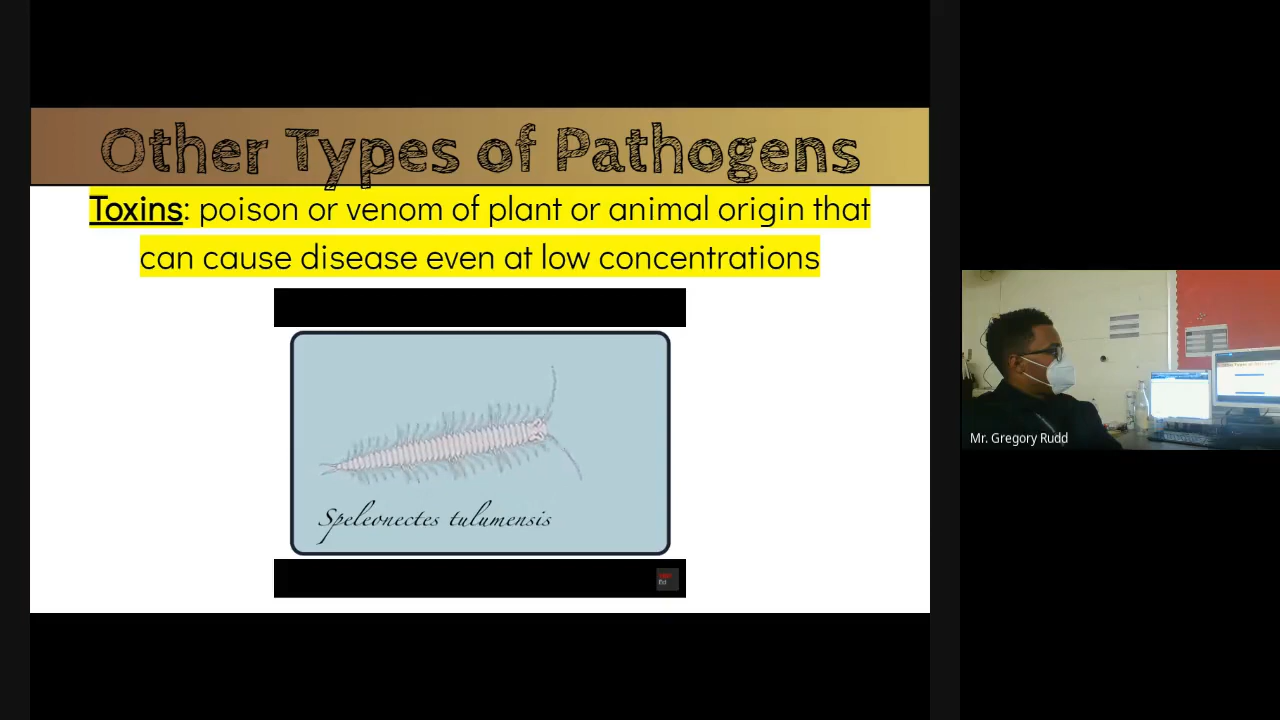 Other Types of Pathogens
Toxins: poison or venom of plant or animal origin that
can cause disease even at low concentrations
Speleonectes tulumensis
Mr. Gregory Rudd